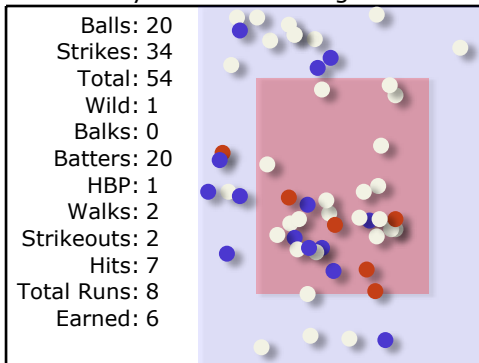 Balls: 20
Strikes: 34
Total: 54
Wild: 1
Balks: 0
Batters: 20
HBP: 1
Walks: 2
Strikeouts: 2
Hits: 7
Total Runs: 8
Earned: 6